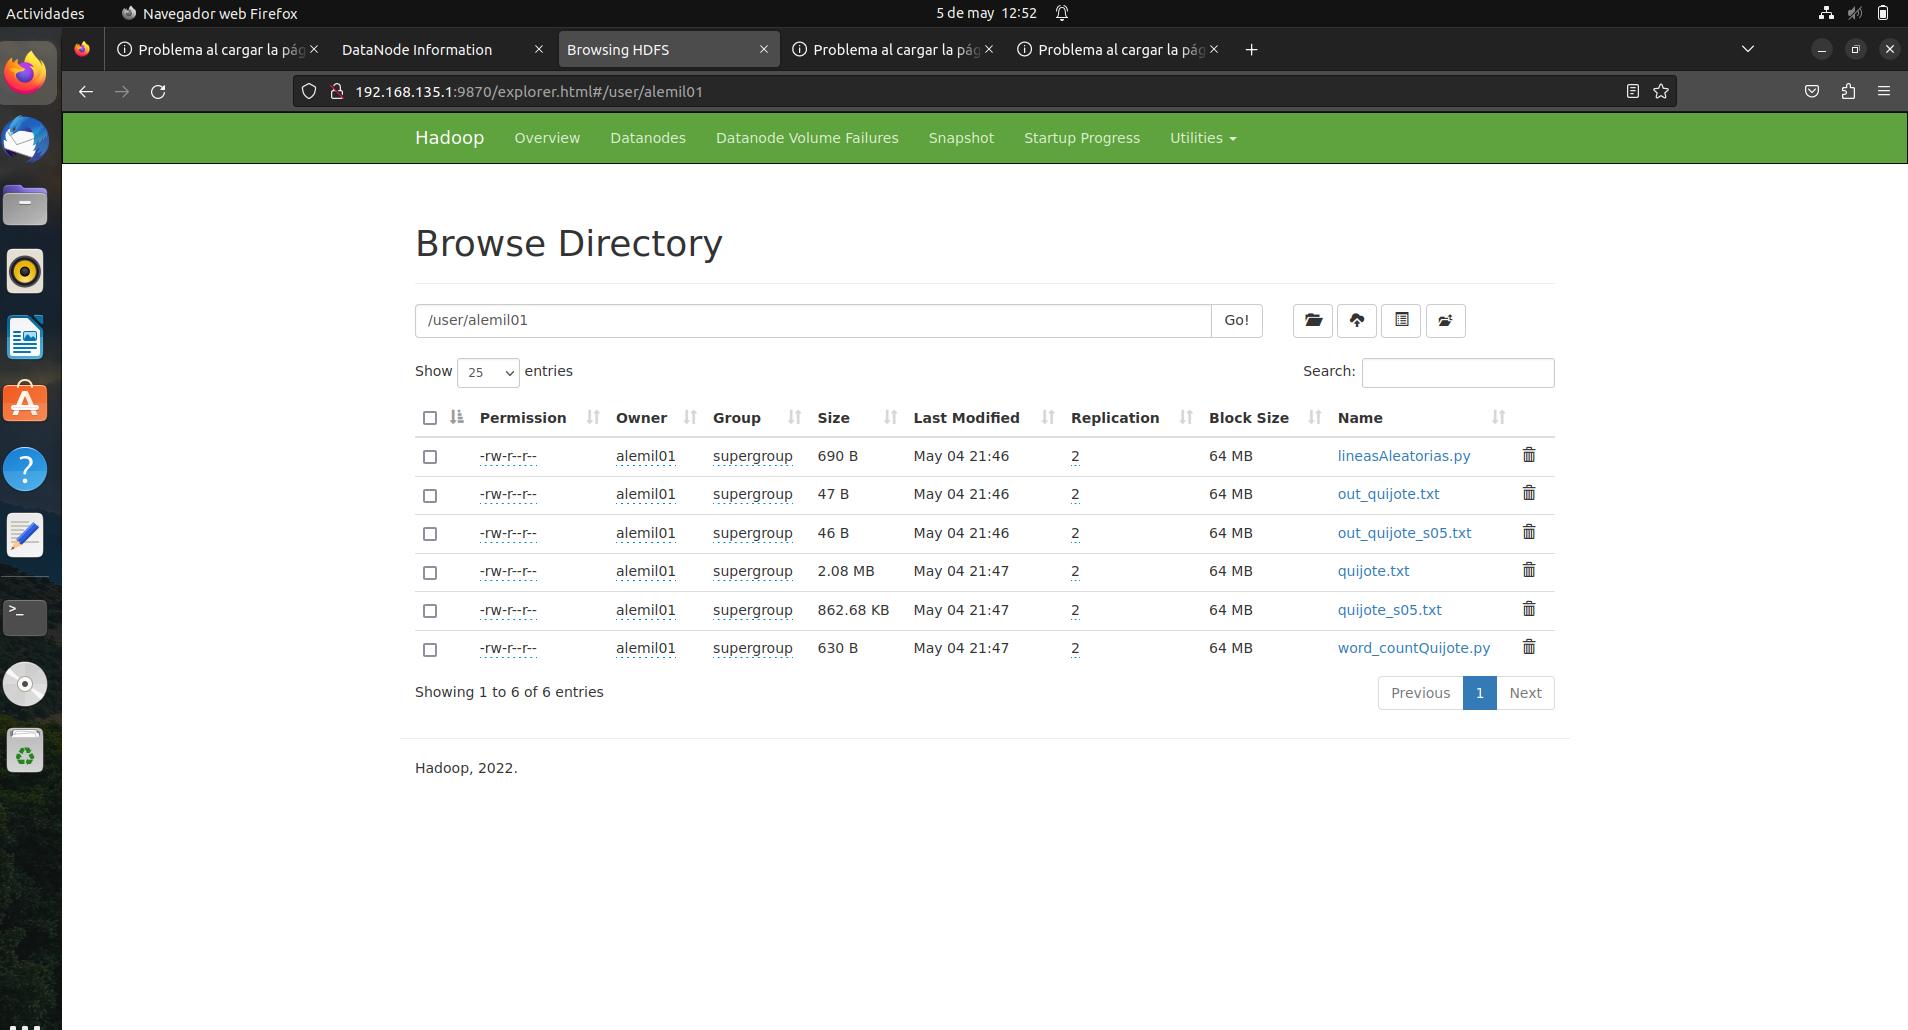 Actividades Navegador web Firefox 5 de may 12:52
Problema al cargar la pág DataNode Information Browsing HDFS Problema al cargar la pág Problema al cargar la pág
192.168.135.1:9870/explorer.html#/user/alemil01
Hadoop Overview Datanodes Datanode Volume Failures Snapshot Startup Progress Utilities
Browse Directory
/user/alemil01 Go!
Show 25 entries Search:
Permission Owner Group Size Last Modified Replication Block Size Name
-rw-r--r-- alemil01 supergroup 690 B May 04 21:46 2 64 MB lineasAleatorias.py
-rw-r--r-- alemil01 supergroup 47 B May 04 21:46 2 64 MB out_quijote.txt
-rw-r--r-- alemil01 supergroup 46 B May 04 21:46 2 64 MB out_quijote_s05.txt
-rw-r--r-- alemil01 supergroup 2.08 MB May 04 21:47 2 64 MB quijote.txt
-rw-r--r-- alemil01 supergroup 862.68 KB May 04 21:47 2 64 MB quijote_s05.txt
-rw-r--r-- alemil01 supergroup 630 B May 04 21:47 2 64 MB word_countQuijote.py
Showing 1 to 6 of 6 entries Previous 1 Next
Hadoop, 2022.